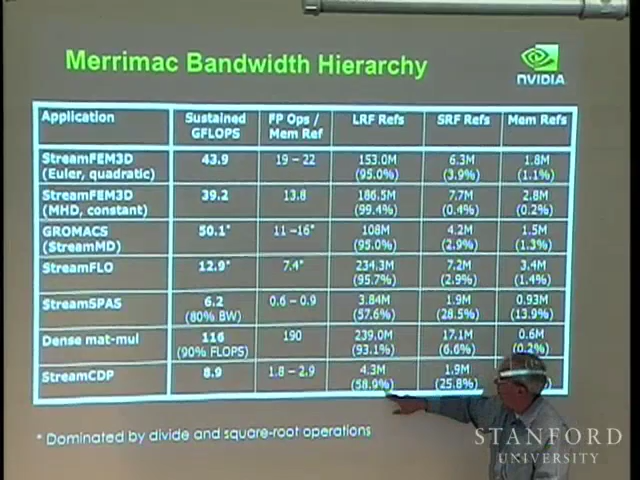 Merrimac Bandwidth Hierarchy
NVIDIA
Application Sustained GFLOPS FP Ops / Mem Ref LRF Refs SRF Refs Mem Refs
StreamFEM3D (Euler, quadratic) 43.9 19 – 22 153.0M (95.0%) 6.3M (3.9%) 1.8M (1.1%)
StreamFEM3D (MHD, constant) 39.2 13.8 186.5M (99.4%) 7.7M (0.4%) 2.8M (0.2%)
GROMACS (StreamMD) 50.1* 11 –16* 108M (95.0%) 4.2M (2.9%) 1.5M (1.3%)
StreamFLO 12.9* 7.4* 234.3M (95.7%) 7.2M (2.9%) 3.4M (1.4%)
StreamSPAS 6.2 (80% BW) 0.6 – 0.9 3.84M (57.6%) 1.9M (28.5%) 0.93M (13.9%)
Dense mat-mul 116 (90% FLOPS) 190 239.0M (93.1%) 17.1M (6.6%) 0.6M (0.2%)
StreamCDP 8.9 1.8 – 2.9 4.3M (58.9%) 1.9M (25.8%)
* Dominated by divide and square-root operations
STANFORD
UNIVERSITY